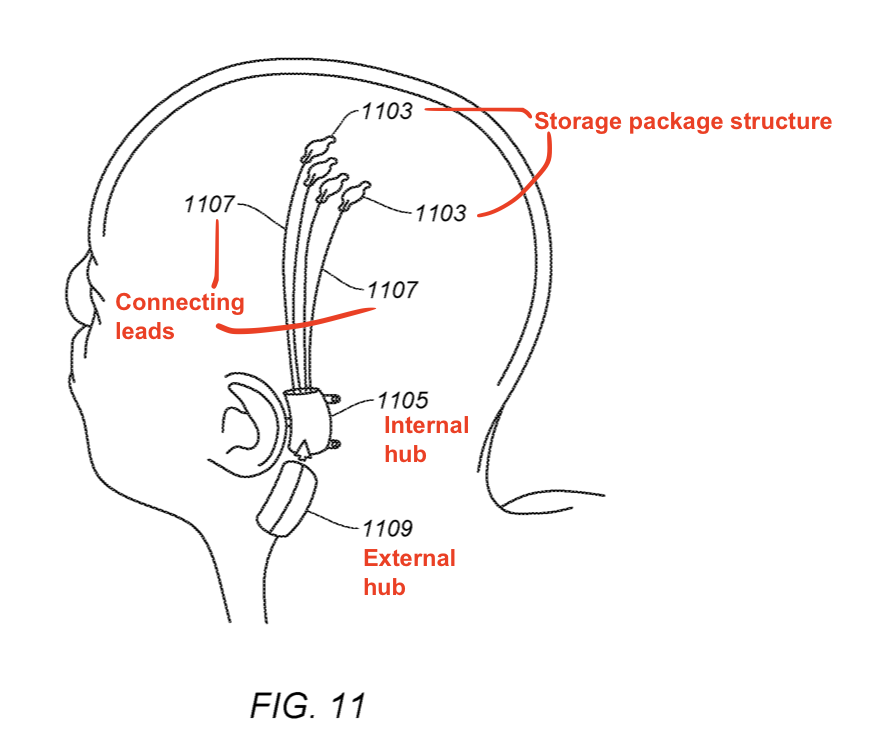 1103
Storage package structure
1107
1103
1107
Connecting
leads
1105
Internal
hub
1109
External
hub
FIG. 11